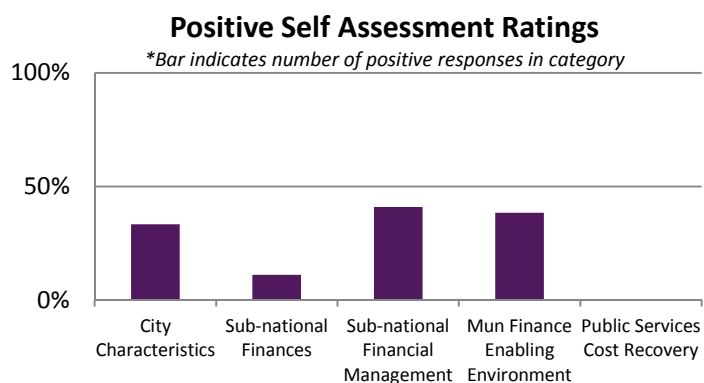 Positive Self Assessment Ratings
*Bar indicates number of positive responses in category
100%
50%
0%
City Characteristics
Sub-national Finances
Sub-national Financial Management
Mun Finance Enabling Environment
Public Services Cost Recovery